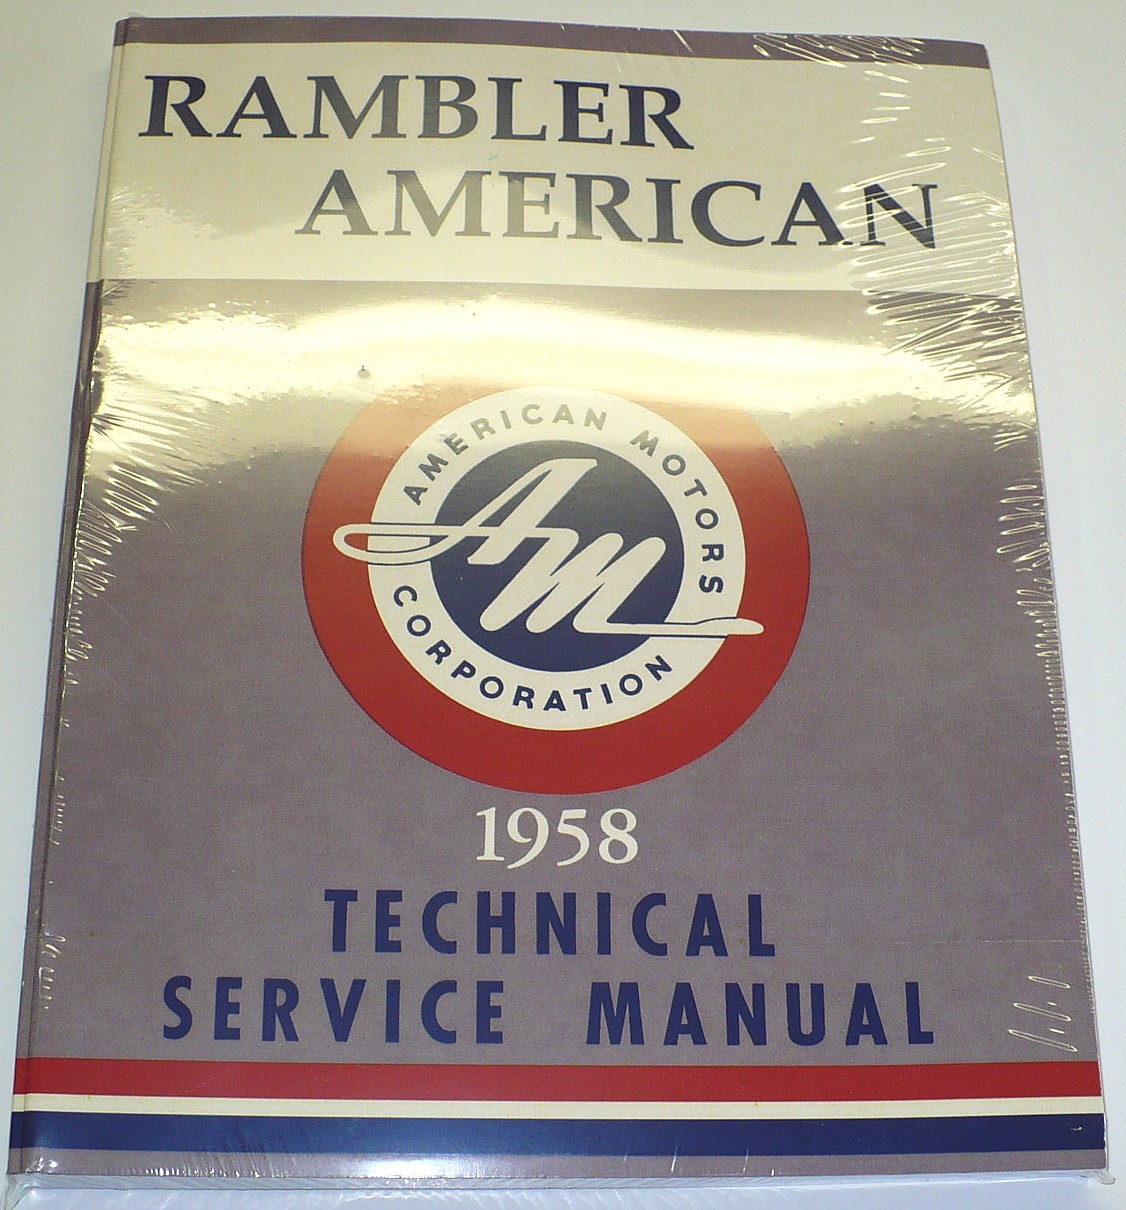 RAMBLER
AMERICAN
AMERICAN MOTORS
AM
CORPORATION
1958
TECHNICAL
SERVICE MANUAL